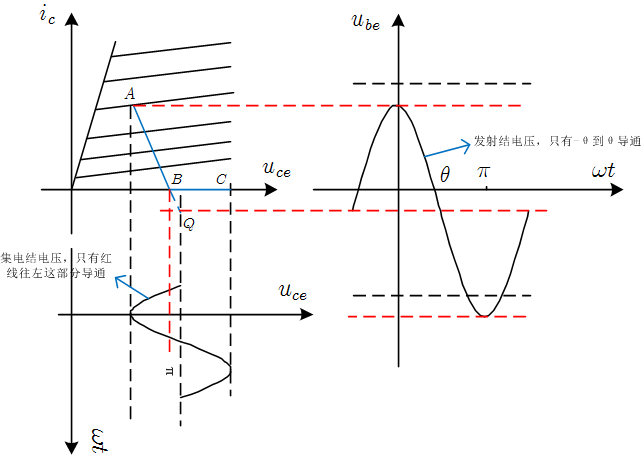 i_c
u_be
A
发射结电压，只有-θ到θ导通
B
C
u_ce
θ
π
ωt
Q
集电结电压，只有红
线往左这部分导通
u_ce
π
ωt